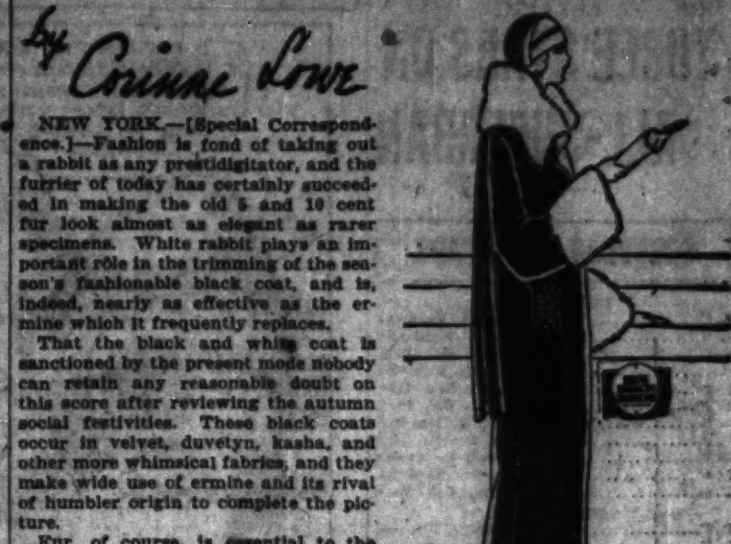 by
Corinne Lowe
NEW YORK.—[Special Correspond-
ence.]—Fashion is fond of taking out
a rabbit as any prestidigitator, and the
furrier of today has certainly succeed-
ed in making the old 5 and 10 cent
fur look almost as elegant as rarer
specimens. White rabbit plays an im-
portant rôle in the trimming of the sea-
son's fashionable black coat, and is,
indeed, nearly as effective as the er-
mine which it frequently replaces.
That the black and white coat is
sanctioned by the present mode nobody
can retain any reasonable doubt on
this score after reviewing the autumn
social festivities. These black coats
occur in velvet, duvetyn, kasha, and
other more whimsical fabrics, and they
make wide use of ermine and its rival
of humbler origin to complete the pic-
ture.
Fur, of course, is essential to the